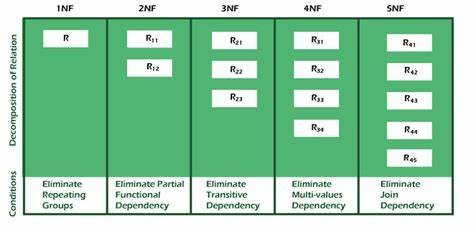 1NF 2NF 3NF 4NF 5NF
Decomposition of Relation
R R11 R21 R31 R41
R12 R22 R32 R42
R23 R33 R43
R34 R44
R45
Conditions
Eliminate Eliminate Partial Eliminate Eliminate Eliminate
Repeating Functional Transitive Multi-values Join
Groups Dependency Dependency Dependency Dependency